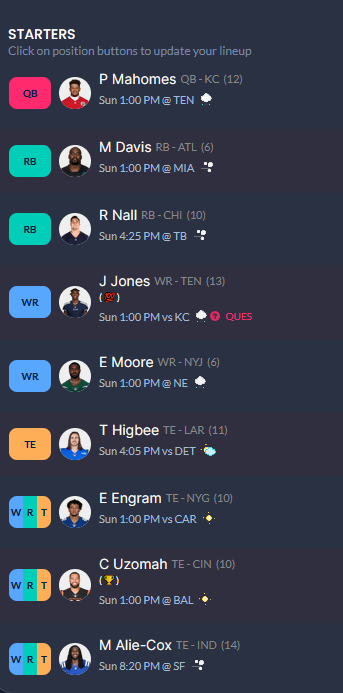 STARTERS
Click on position buttons to update your lineup
QB
P Mahomes QB - KC (12)
Sun 1:00 PM @ TEN
RB
M Davis RB - ATL (6)
Sun 1:00 PM @ MIA
RB
R Nall RB - CHI (10)
Sun 4:25 PM @ TB
WR
J Jones WR - TEN (13)
(💯)
Sun 1:00 PM vs KC QUES
WR
E Moore WR - NYJ (6)
Sun 1:00 PM @ NE
TE
T Higbee TE - LAR (11)
Sun 4:05 PM vs DET
W R T
E Engram TE - NYG (10)
Sun 1:00 PM vs CAR
W R T
C Uzomah TE - CIN (10)
(🏆)
Sun 1:00 PM @ BAL
W R T
M Alie-Cox TE - IND (14)
Sun 8:20 PM @ SF